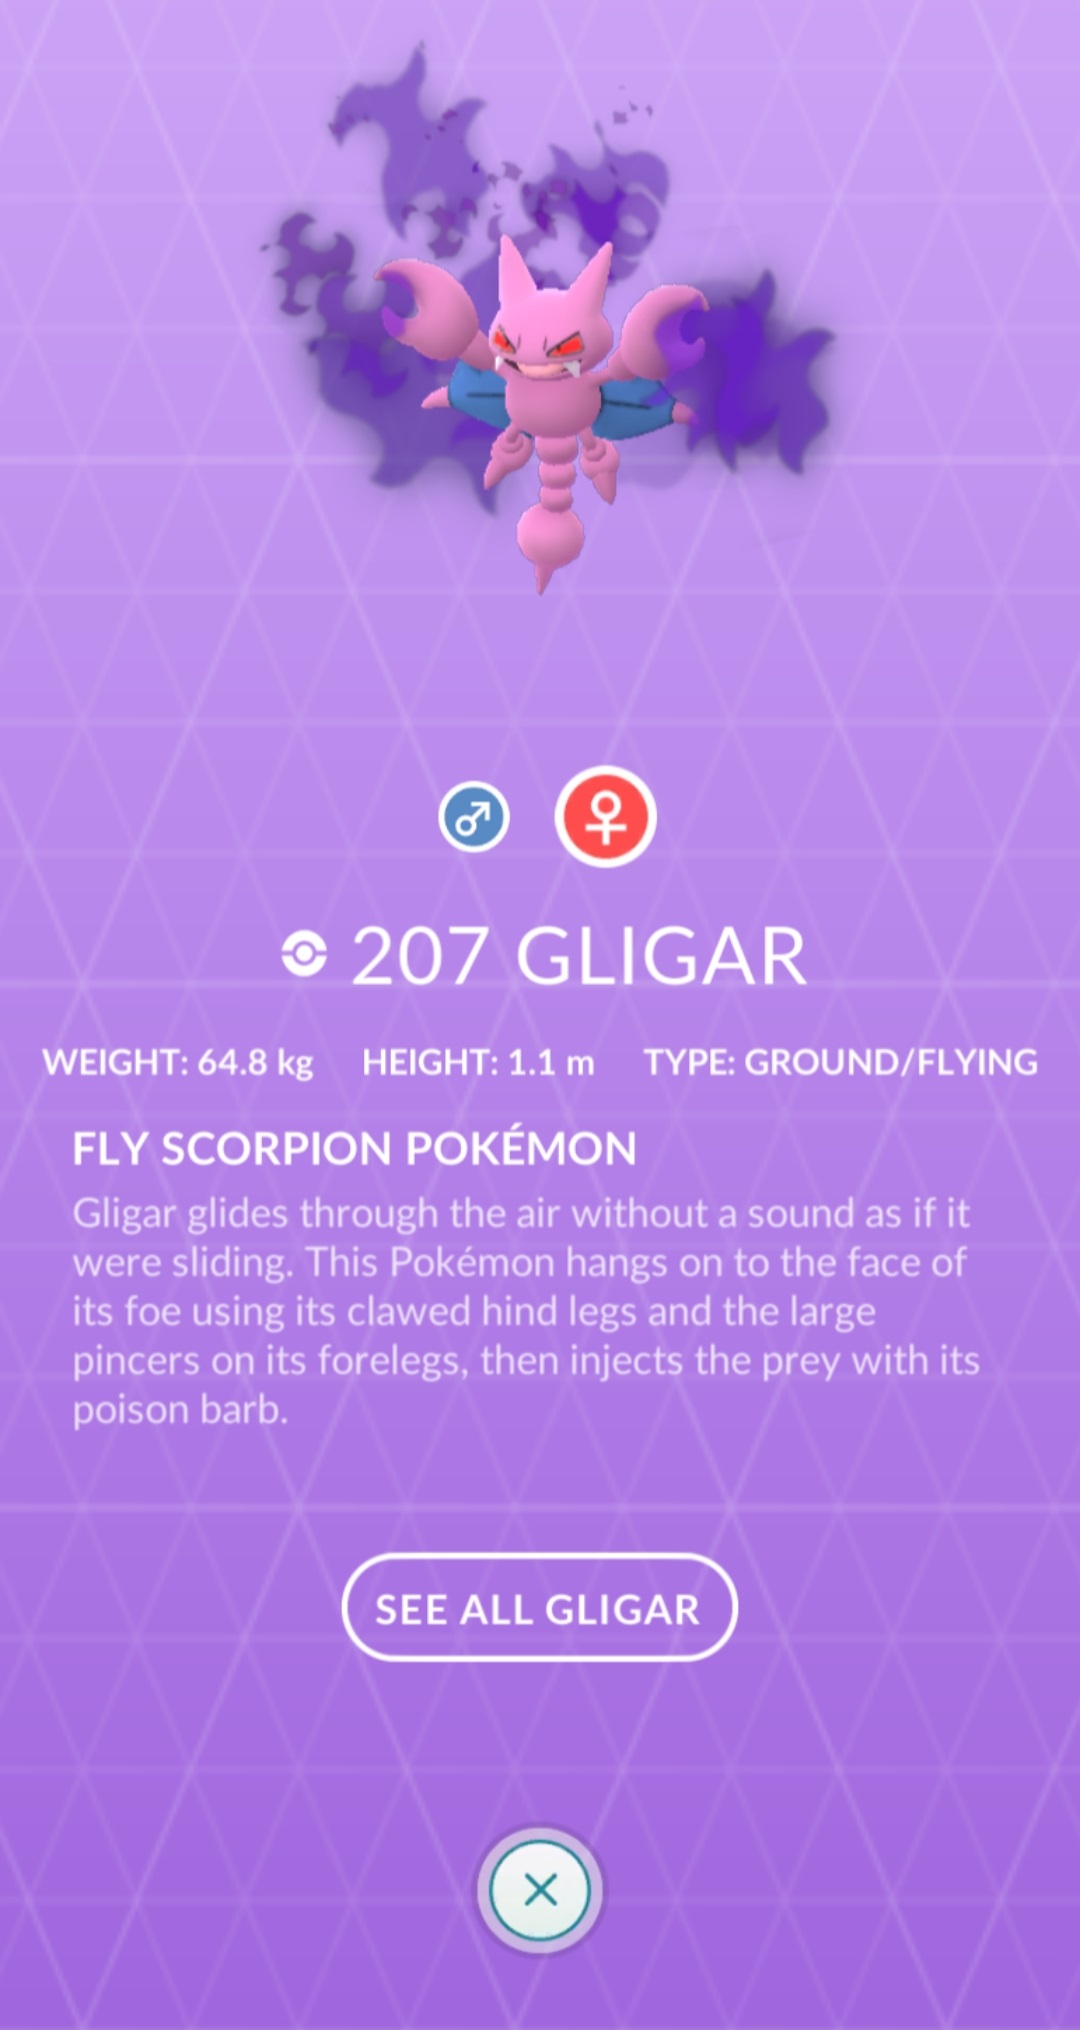 207 GLIGAR
WEIGHT: 64.8 kg HEIGHT: 1.1 m TYPE: GROUND/FLYING
FLY SCORPION POKÉMON
Gligar glides through the air without a sound as if it
were sliding. This Pokémon hangs on to the face of
its foe using its clawed hind legs and the large
pincers on its forelegs, then injects the prey with its
poison barb.
SEE ALL GLIGAR